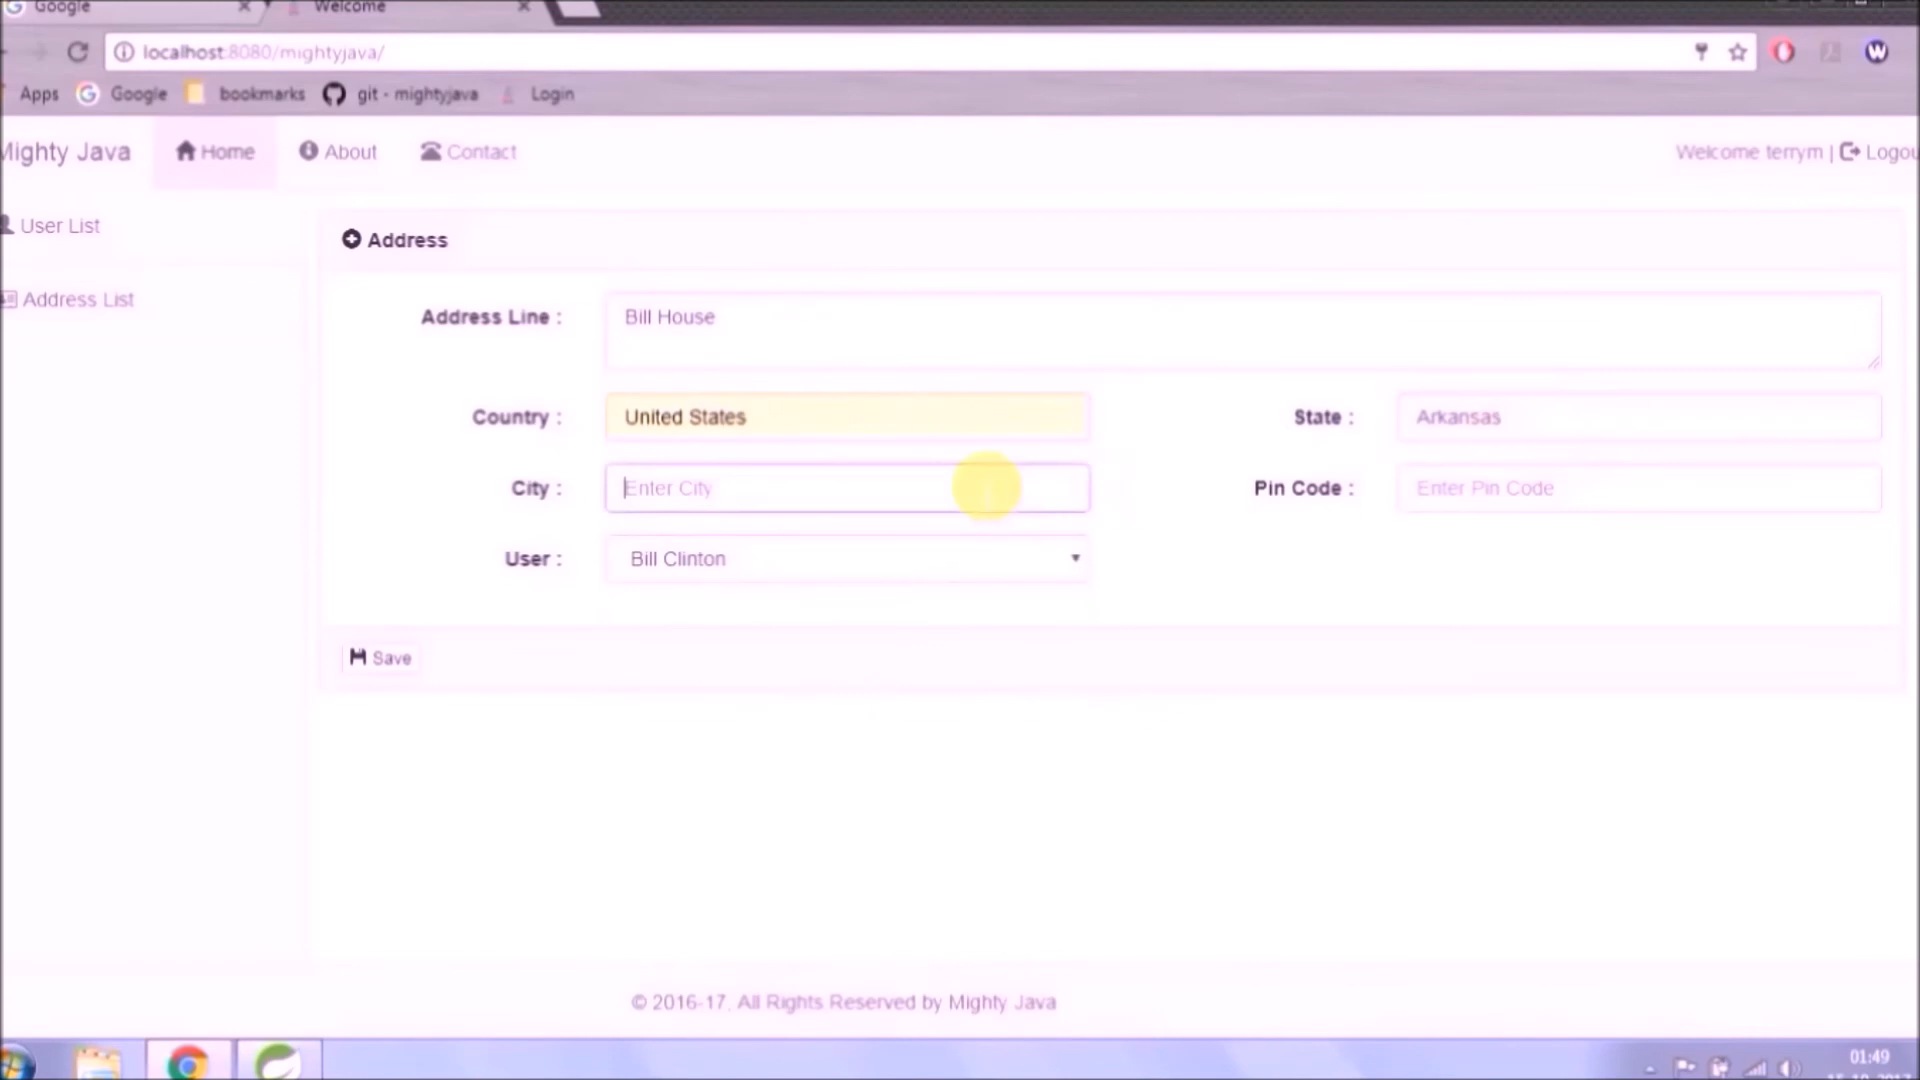 Google
Welcome
localhost:8080/mightyjava/
Apps Google bookmarks git - mightyjava Login
Mighty Java Home About Contact Welcome terrym | Logou
User List
Address
Address List
Address Line : Bill House
Country : United States State : Arkansas
City : Enter City Pin Code : Enter Pin Code
User : Bill Clinton
Save
© 2016-17, All Rights Reserved by Mighty Java
01:49